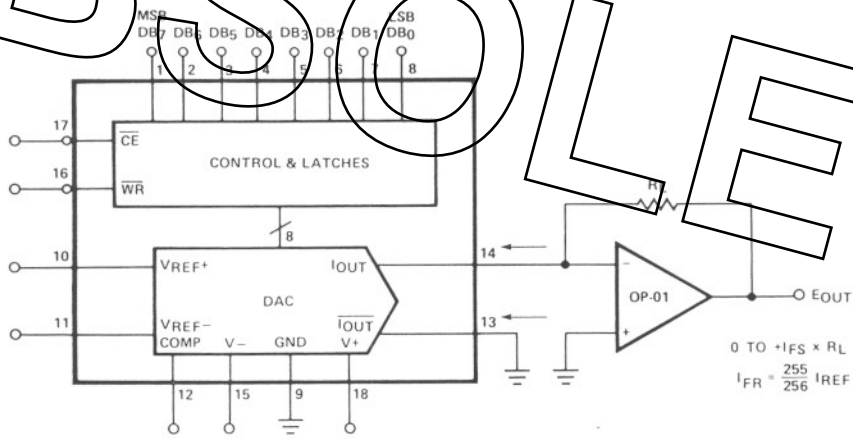 MSB LSB
DB7 DB6 DB5 DB4 DB3 DB2 DB1 DB0
1 2 3 4 5 6 7 8
17 CE
CONTROL & LATCHES
16 WR
8
10 VREF+ IOUT 14
DAC
11 VREF- IOUT 13
COMP V- GND V+
12 15 9 18
RL
-
OP-01
+
EOUT
0 TO +IFS x RL
IFR = 255/256 IREF
SOLE